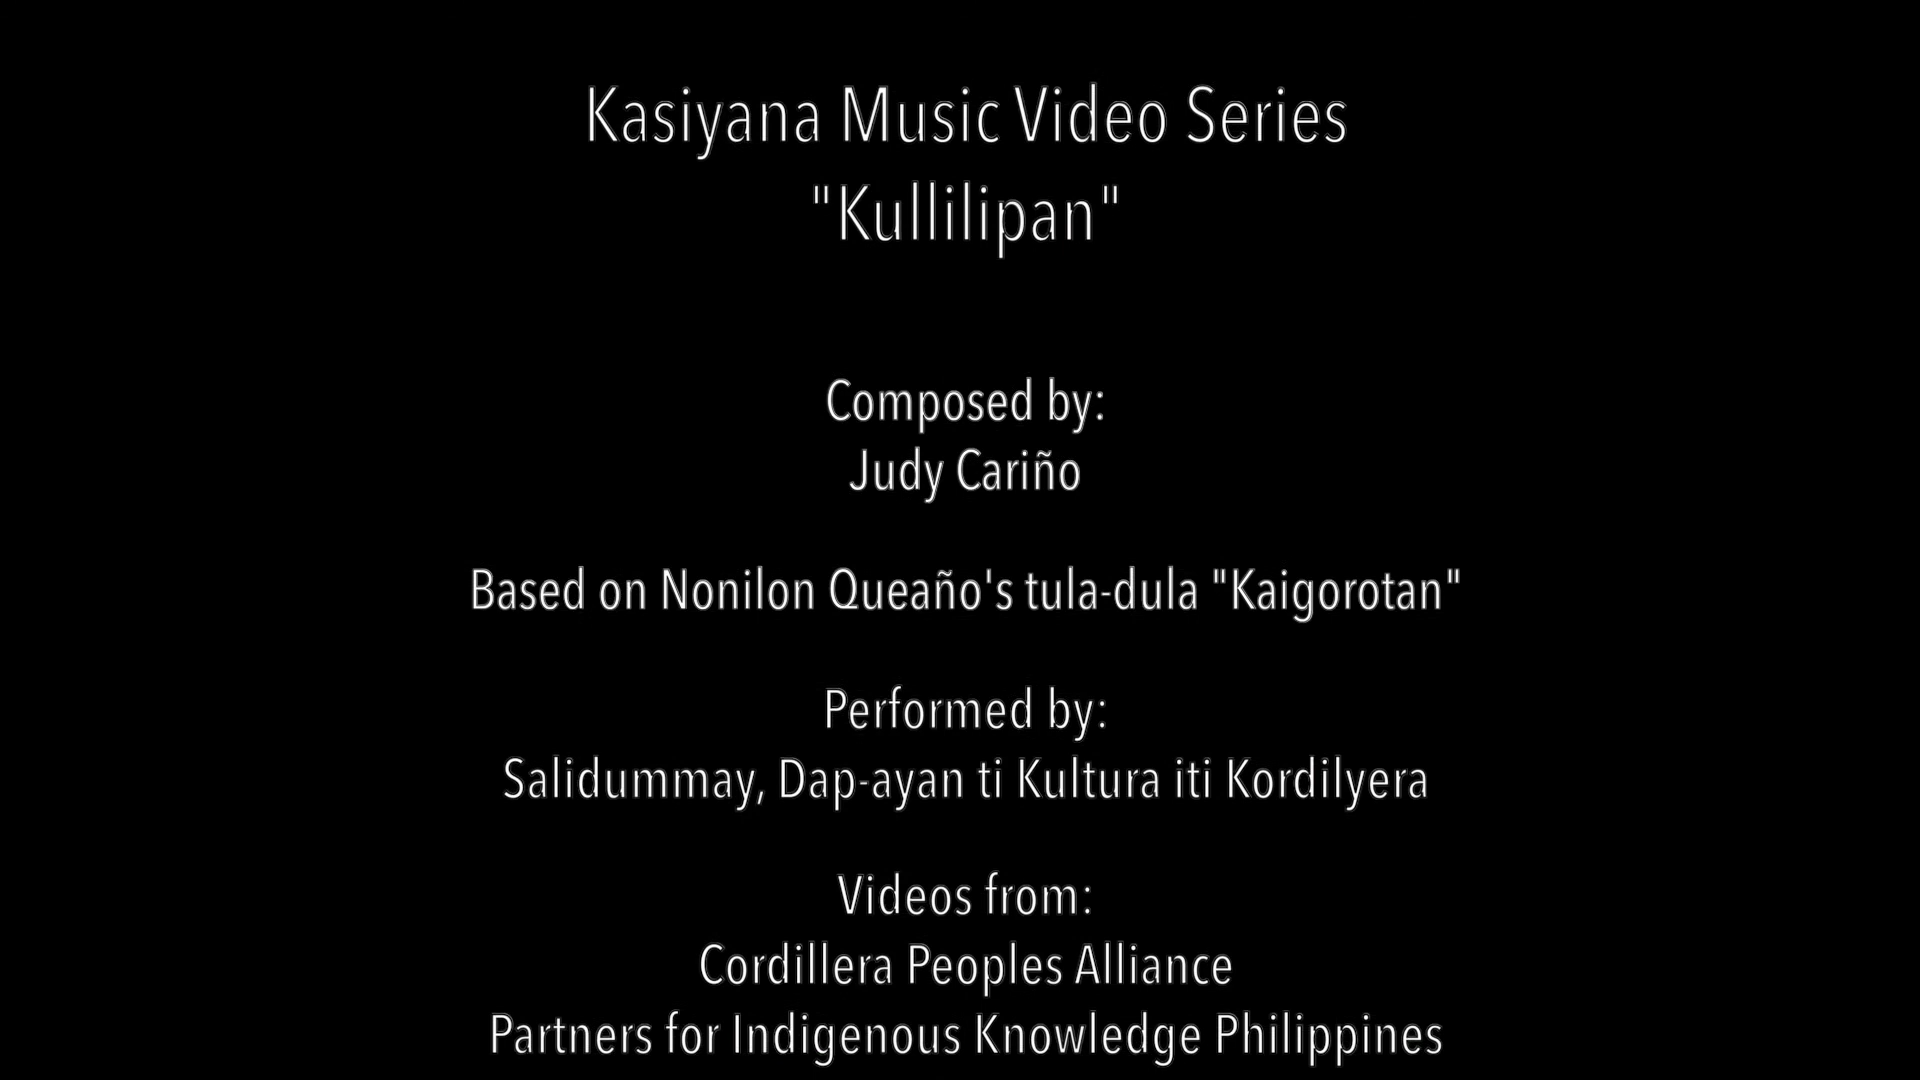 Kasiyana Music Video Series
"Kullilipan"
Composed by:
Judy Cariño
Based on Nonilon Queaño's tula-dula "Kaigorotan"
Performed by:
Salidummay, Dap-ayan ti Kultura iti Kordilyera
Videos from:
Cordillera Peoples Alliance
Partners for Indigenous Knowledge Philippines